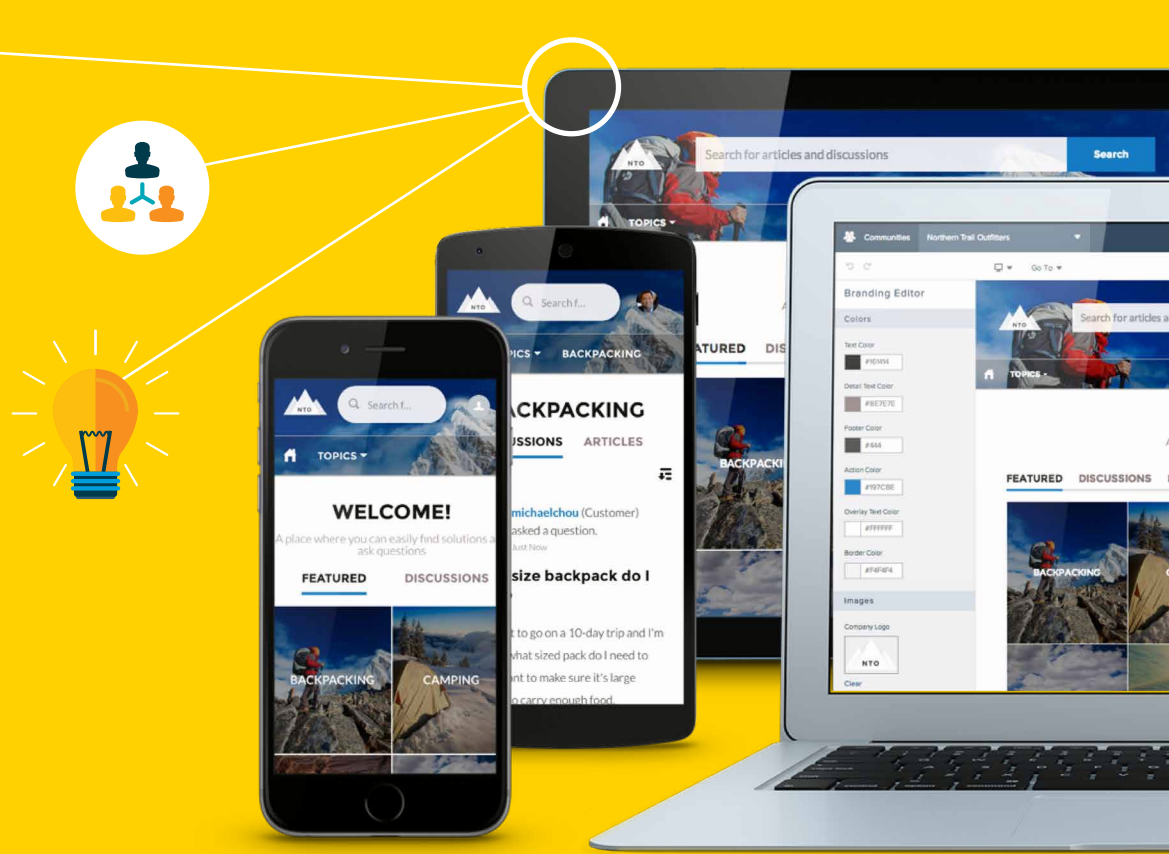 NTO
Search for articles and discussions
Search
TOPICS
Communities
Northern Trail Outfitters
Go To
Branding Editor
Colors
Text Color
Detail Text Color
#8E7E7E
Footer Color
#444
Action Color
#197CBE
Overlay Text Color
#FFFFFF
Border Color
#F4F4F4
Images
Company Logo
NTO
Clear
NTO
Search for articles a
TOPICS
FEATURED
DISCUSSIONS
BACKPACKING
ATURED
DIS
BACKPACKI
NTO
Search f...
PICS
BACKPACKING
ACKPACKING
USSIONS
ARTICLES
michaelchou (Customer)
asked a question.
Just Now
size backpack do I
t to go on a 10-day trip and I'm
what sized pack do I need to
nt to make sure it's large
o carry enough food.
NTO
Search f...
TOPICS
WELCOME!
A place where you can easily find solutions a
ask questions
FEATURED
DISCUSSIONS
BACKPACKING
CAMPING